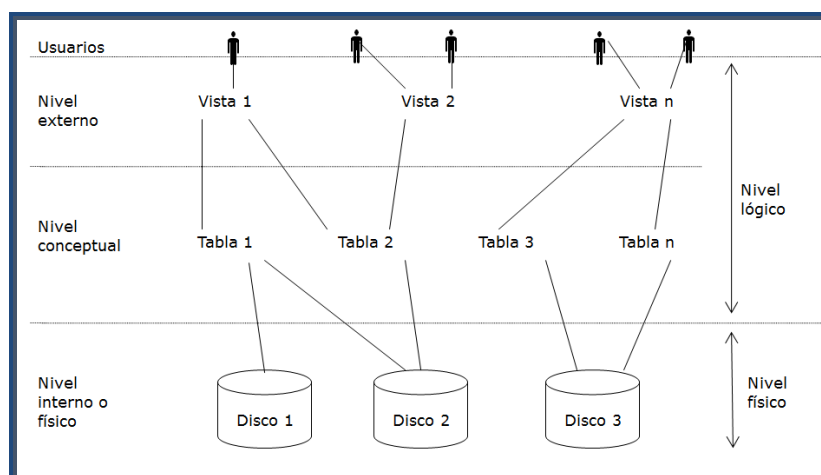 Usuarios
Nivel
externo
Vista 1
Vista 2
Vista n
Nivel
lógico
Nivel
conceptual
Tabla 1
Tabla 2
Tabla 3
Tabla n
Nivel
interno o
físico
Disco 1
Disco 2
Disco 3
Nivel
físico